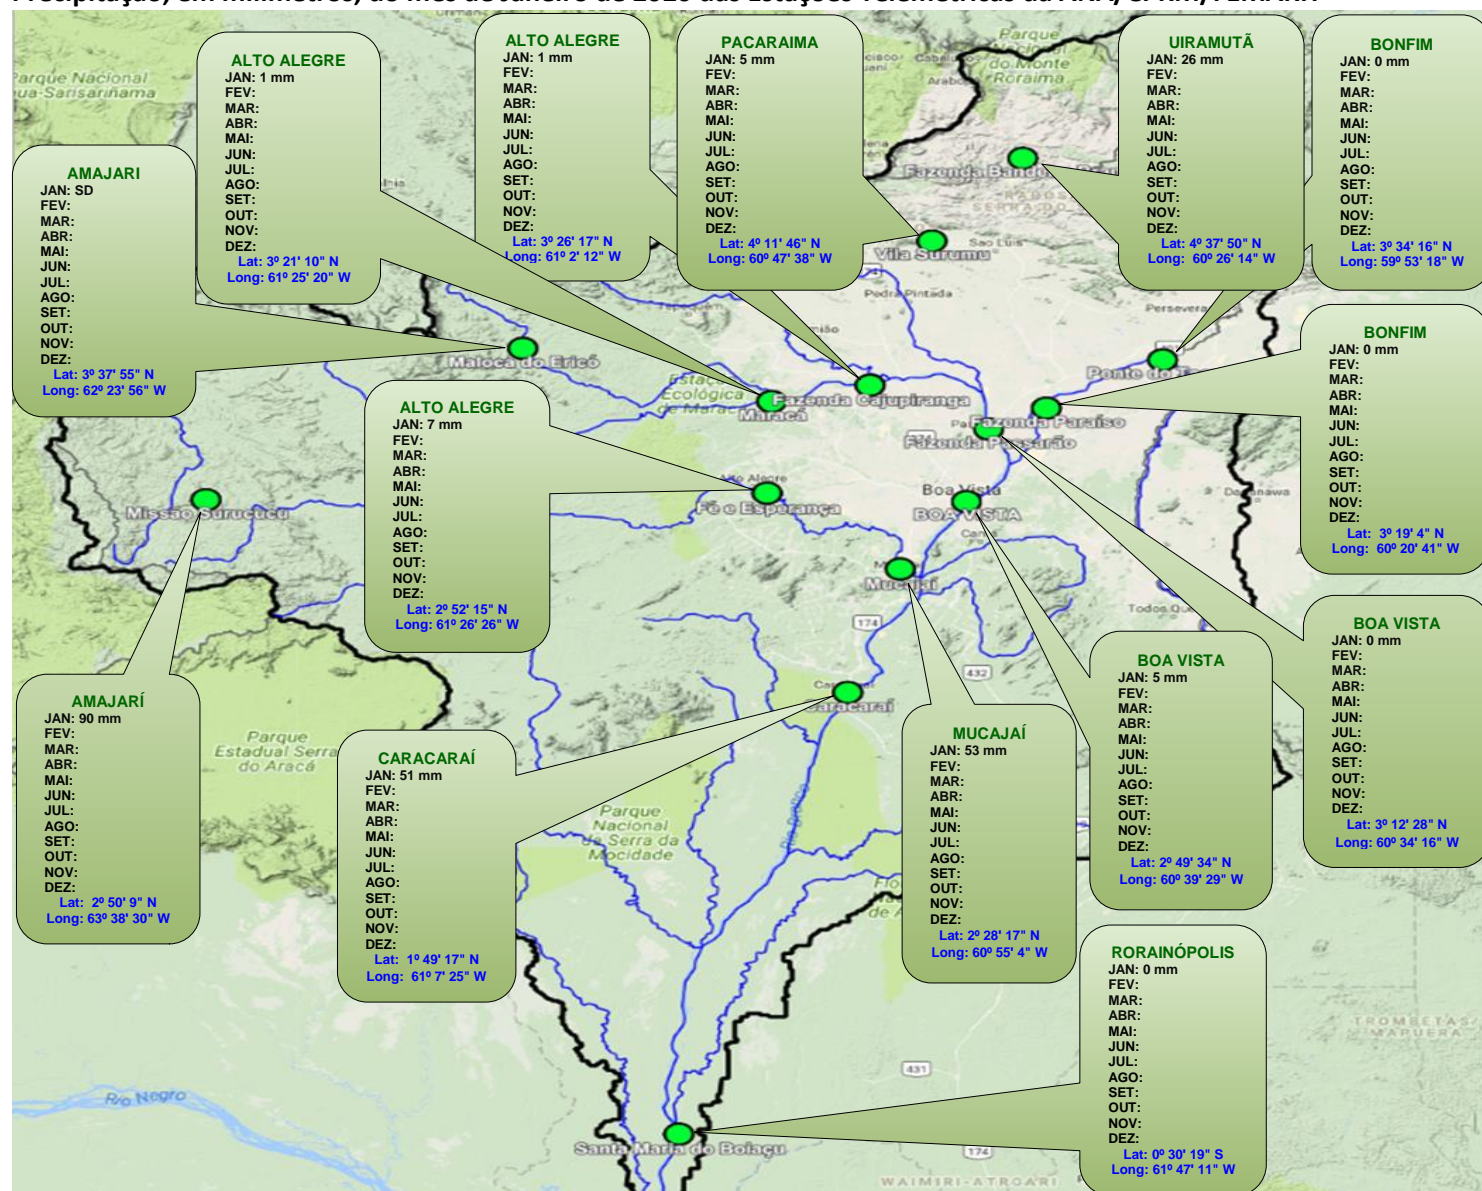 ALTO ALEGRE
JAN: 1 mm
FEV:
MAR:
ABR:
MAI:
JUN:
JUL:
AGO:
SET:
OUT:
NOV:
DEZ:
Lat: 3º 21' 10" N
Long: 61º 25' 20" W
ALTO ALEGRE
JAN: 1 mm
FEV:
MAR:
ABR:
MAI:
JUN:
JUL:
AGO:
SET:
OUT:
NOV:
DEZ:
Lat: 3º 26' 17" N
Long: 61º 2' 12" W
PACARAIMA
JAN: 5 mm
FEV:
MAR:
ABR:
MAI:
JUN:
JUL:
AGO:
SET:
OUT:
NOV:
DEZ:
Lat: 4º 11' 46" N
Long: 60º 47' 38" W
UIRAMUTÃ
JAN: 26 mm
FEV:
MAR:
ABR:
MAI:
JUN:
JUL:
AGO:
SET:
OUT:
NOV:
DEZ:
Lat: 4º 37' 50" N
Long: 60º 26' 14" W
BONFIM
JAN: 0 mm
FEV:
MAR:
ABR:
MAI:
JUN:
JUL:
AGO:
SET:
OUT:
NOV:
DEZ:
Lat: 3º 34' 16" N
Long: 59º 53' 18" W
AMAJARI
JAN: SD
FEV:
MAR:
ABR:
MAI:
JUN:
JUL:
AGO:
SET:
OUT:
NOV:
DEZ:
Lat: 3º 37' 55" N
Long: 62º 23' 56" W
BONFIM
JAN: 0 mm
FEV:
MAR:
ABR:
MAI:
JUN:
JUL:
AGO:
SET:
OUT:
NOV:
DEZ:
Lat: 3º 19' 4" N
Long: 60º 20' 41" W
ALTO ALEGRE
JAN: 7 mm
FEV:
MAR:
ABR:
MAI:
JUN:
JUL:
AGO:
SET:
OUT:
NOV:
DEZ:
Lat: 2º 52' 15" N
Long: 61º 26' 26" W
BOA VISTA
JAN: 0 mm
FEV:
MAR:
ABR:
MAI:
JUN:
JUL:
AGO:
SET:
OUT:
NOV:
DEZ:
Lat: 3º 12' 28" N
Long: 60º 34' 16" W
BOA VISTA
JAN: 5 mm
FEV:
MAR:
ABR:
MAI:
JUN:
JUL:
AGO:
SET:
OUT:
NOV:
DEZ:
Lat: 2º 49' 34" N
Long: 60º 39' 29" W
AMAJARÍ
JAN: 90 mm
FEV:
MAR:
ABR:
MAI:
JUN:
JUL:
AGO:
SET:
OUT:
NOV:
DEZ:
Lat: 2º 50' 9" N
Long: 63º 38' 30" W
CARACARAÍ
JAN: 51 mm
FEV:
MAR:
ABR:
MAI:
JUN:
JUL:
AGO:
SET:
OUT:
NOV:
DEZ:
Lat: 1º 49' 17" N
Long: 61º 7' 25" W
MUCAJAÍ
JAN: 53 mm
FEV:
MAR:
ABR:
MAI:
JUN:
JUL:
AGO:
SET:
OUT:
NOV:
DEZ:
Lat: 2º 28' 17" N
Long: 60º 55' 4" W
RORAINÓPOLIS
JAN: 0 mm
FEV:
MAR:
ABR:
MAI:
JUN:
JUL:
AGO:
SET:
OUT:
NOV:
DEZ:
Lat: 0º 30' 19" S
Long: 61º 47' 11" W
Parque
do Monte
Roraima
Parque Nacional
Fazenda
Vila Surumu
Sao Luis
Pedra Pintada
Maloca do Ericó
Ponte do
Ecológica
Maracá
Fazenda Cajupiranga
Fazenda Paraíso
Fazenda Passarão
Missão Surucucu
Fé e Esperança
Boa Vista
BOA VISTA
Mucajaí
174
432
Caracaraí
Parque
Estadual Serra
do Aracá
Parque
Nacional
da Serra da
Mocidade
Rio Branco
Rio Negro
431
TROMBETAS/
MAPUERA
Santa Maria do Boiaçu
174
WAIMIRI-ATROARI